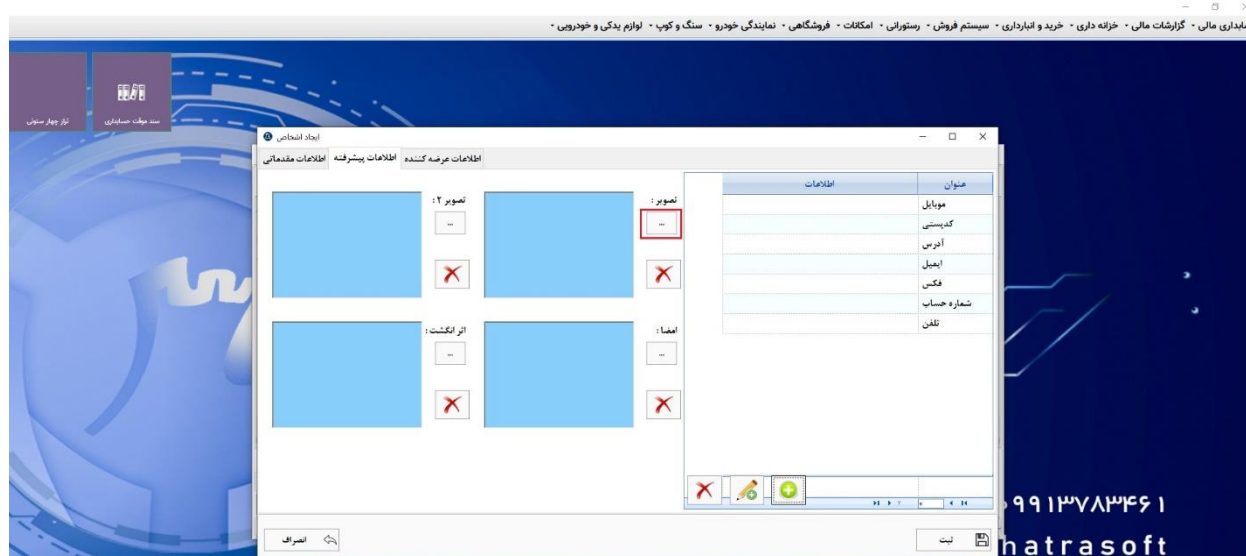 ابداری مالی - گزارشات مالی - خزانه داری - خرید و انبارداری - سیستم فروش - رستورانی - امکانات - فروشگاهی - نمایندگی خودرو - سنگ و کوپ - لوازم یدکی و خودرویی -
سند موقت حسابداری
تراز چهار ستونی
ایجاد اشخاص
اطلاعات مقدماتی
اطلاعات پیشرفته
اطلاعات عرضه کننده
عنوان
اطلاعات
موبایل
کدپستی
آدرس
ایمیل
فکس
شماره حساب
تلفن
تصویر :
...
تصویر ۲ :
...
امضا :
...
اثر انگشت :
...
ثبت
انصراف
۰۹۹۱۳۷۸۳۴۶۱
hatrasoft